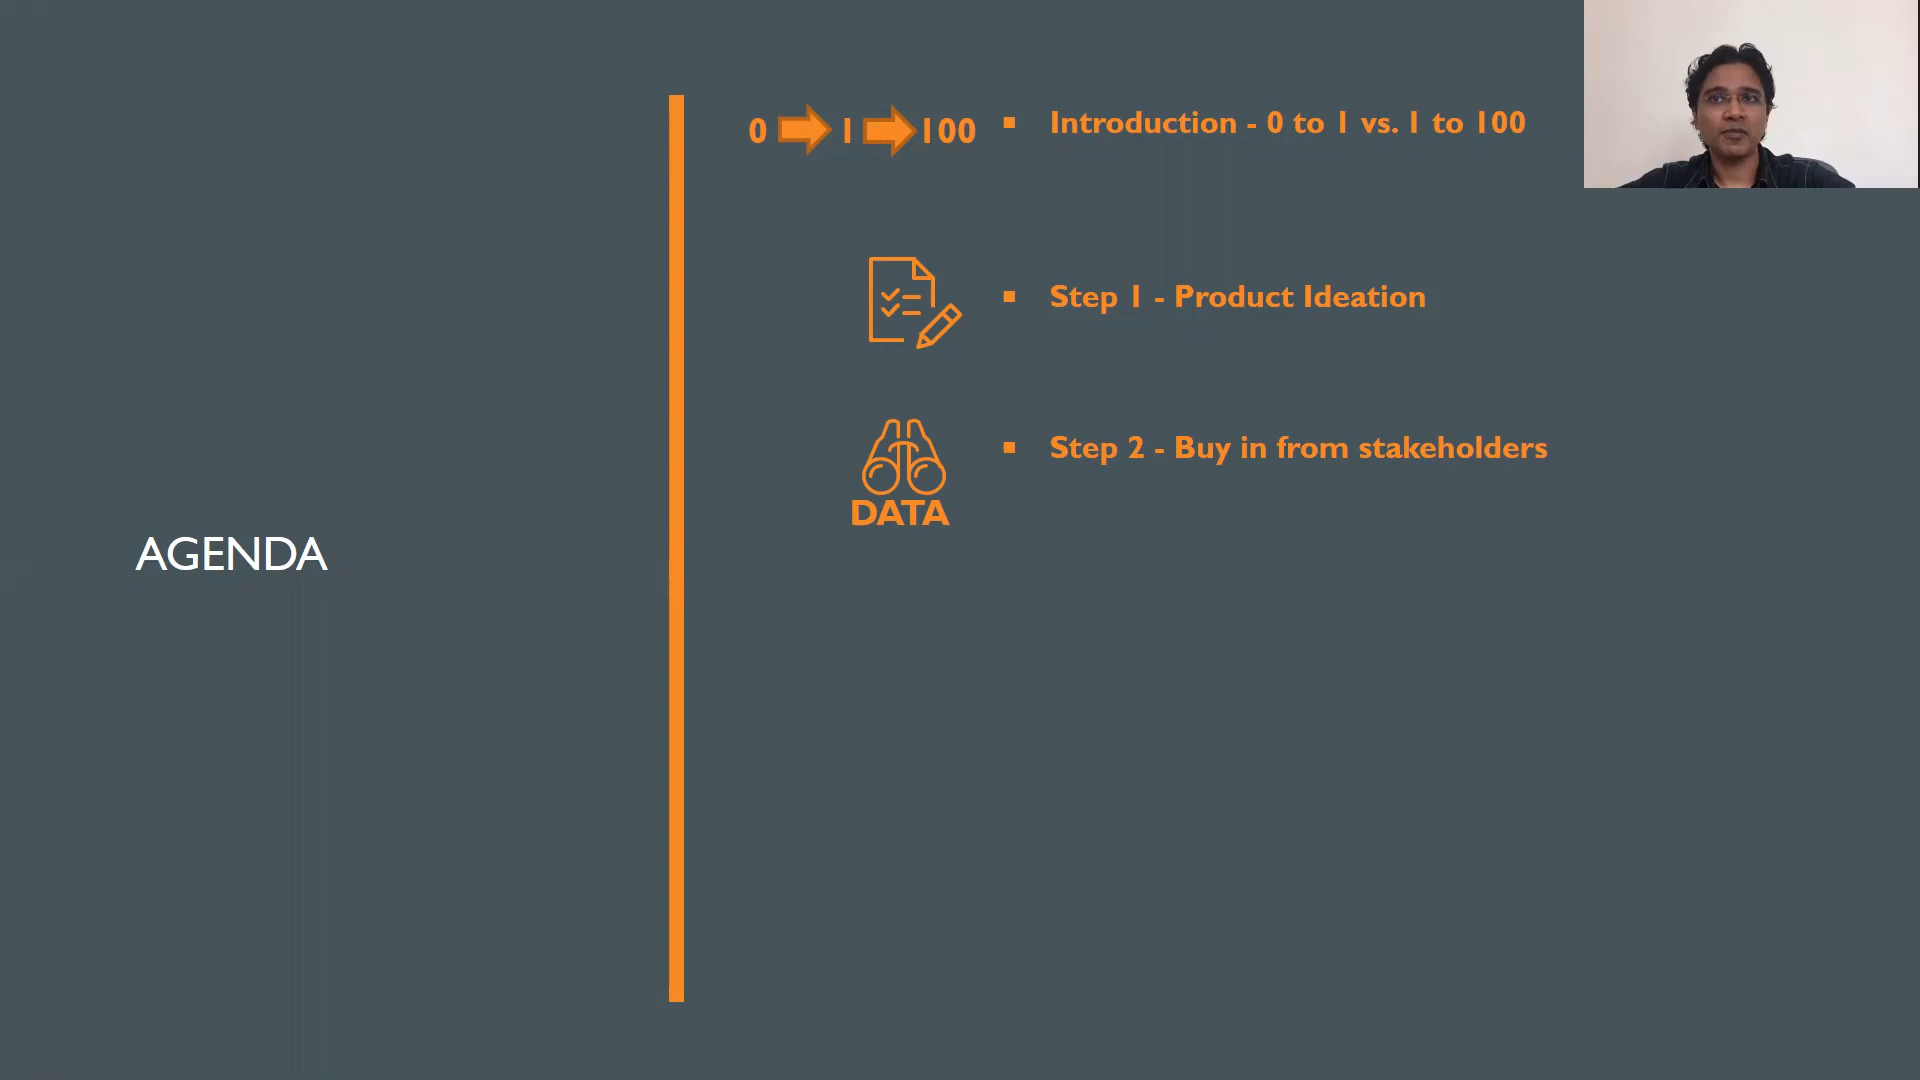 0 1 100
Introduction - 0 to 1 vs. 1 to 100
Step 1 - Product Ideation
Step 2 - Buy in from stakeholders
DATA
AGENDA